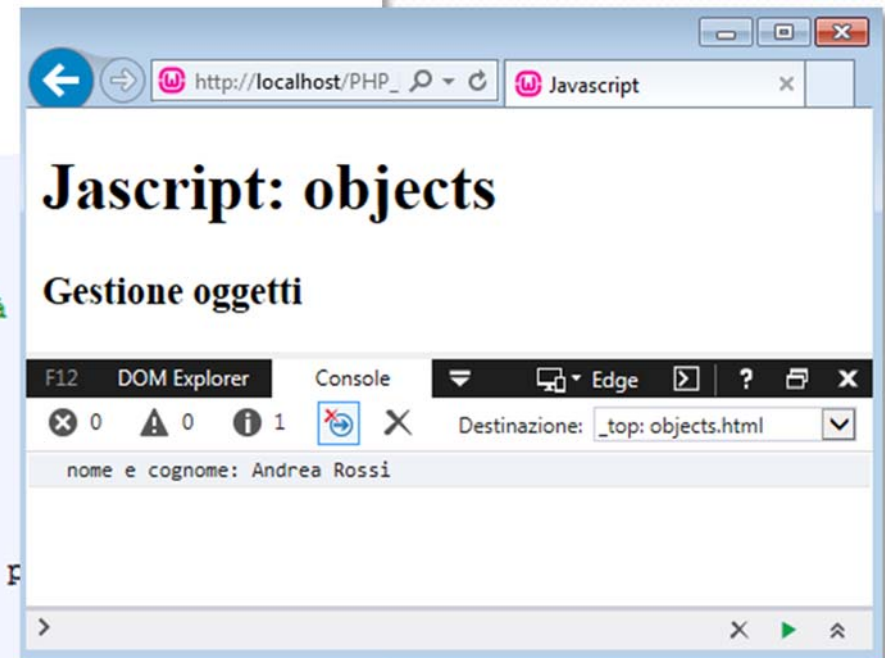 http://localhost/PHP_
Javascript
Jascript: objects
Gestione oggetti
F12 DOM Explorer Console Edge ?
0 0 1 Destinazione: _top: objects.html
nome e cognome: Andrea Rossi
>